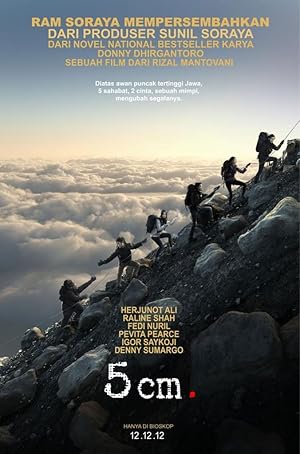 RAM SORAYA MEMPERSEMBAHKAN
DARI PRODUSER SUNIL SORAYA
DARI NOVEL NATIONAL BESTSELLER KARYA
DONNY DHIRGANTORO
SEBUAH FILM DARI RIZAL MANTOVANI
Diatas awan puncak tertinggi Jawa,
5 sahabat, 2 cinta, sebuah mimpi,
mengubah segalanya.
HERJUNOT ALI
RALINE SHAH
FEDI NURIL
PEVITA PEARCE
IGOR SAYKOJI
DENNY SUMARGO
5 cm.
HANYA DI BIOSKOP
12.12.12